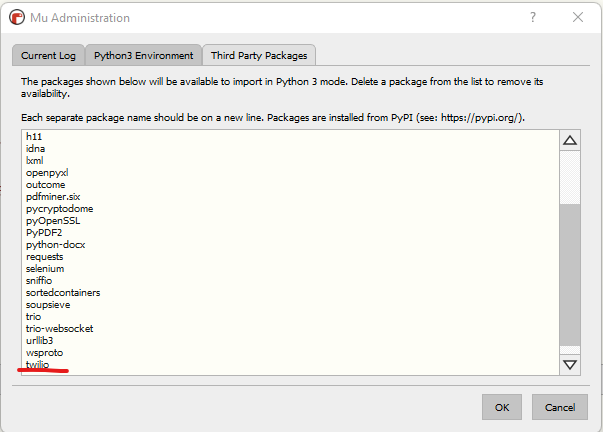 Mu Administration
?
Current Log
Python3 Environment
Third Party Packages
The packages shown below will be available to import in Python 3 mode. Delete a package from the list to remove its
availability.
Each separate package name should be on a new line. Packages are installed from PyPI (see: https://pypi.org/).
h11
idna
lxml
openpyxl
outcome
pdfminer.six
pycryptodome
pyOpenSSL
PyPDF2
python-docx
requests
selenium
sniffio
sortedcontainers
soupsieve
trio
trio-websocket
urllib3
wsproto
twilio
OK
Cancel